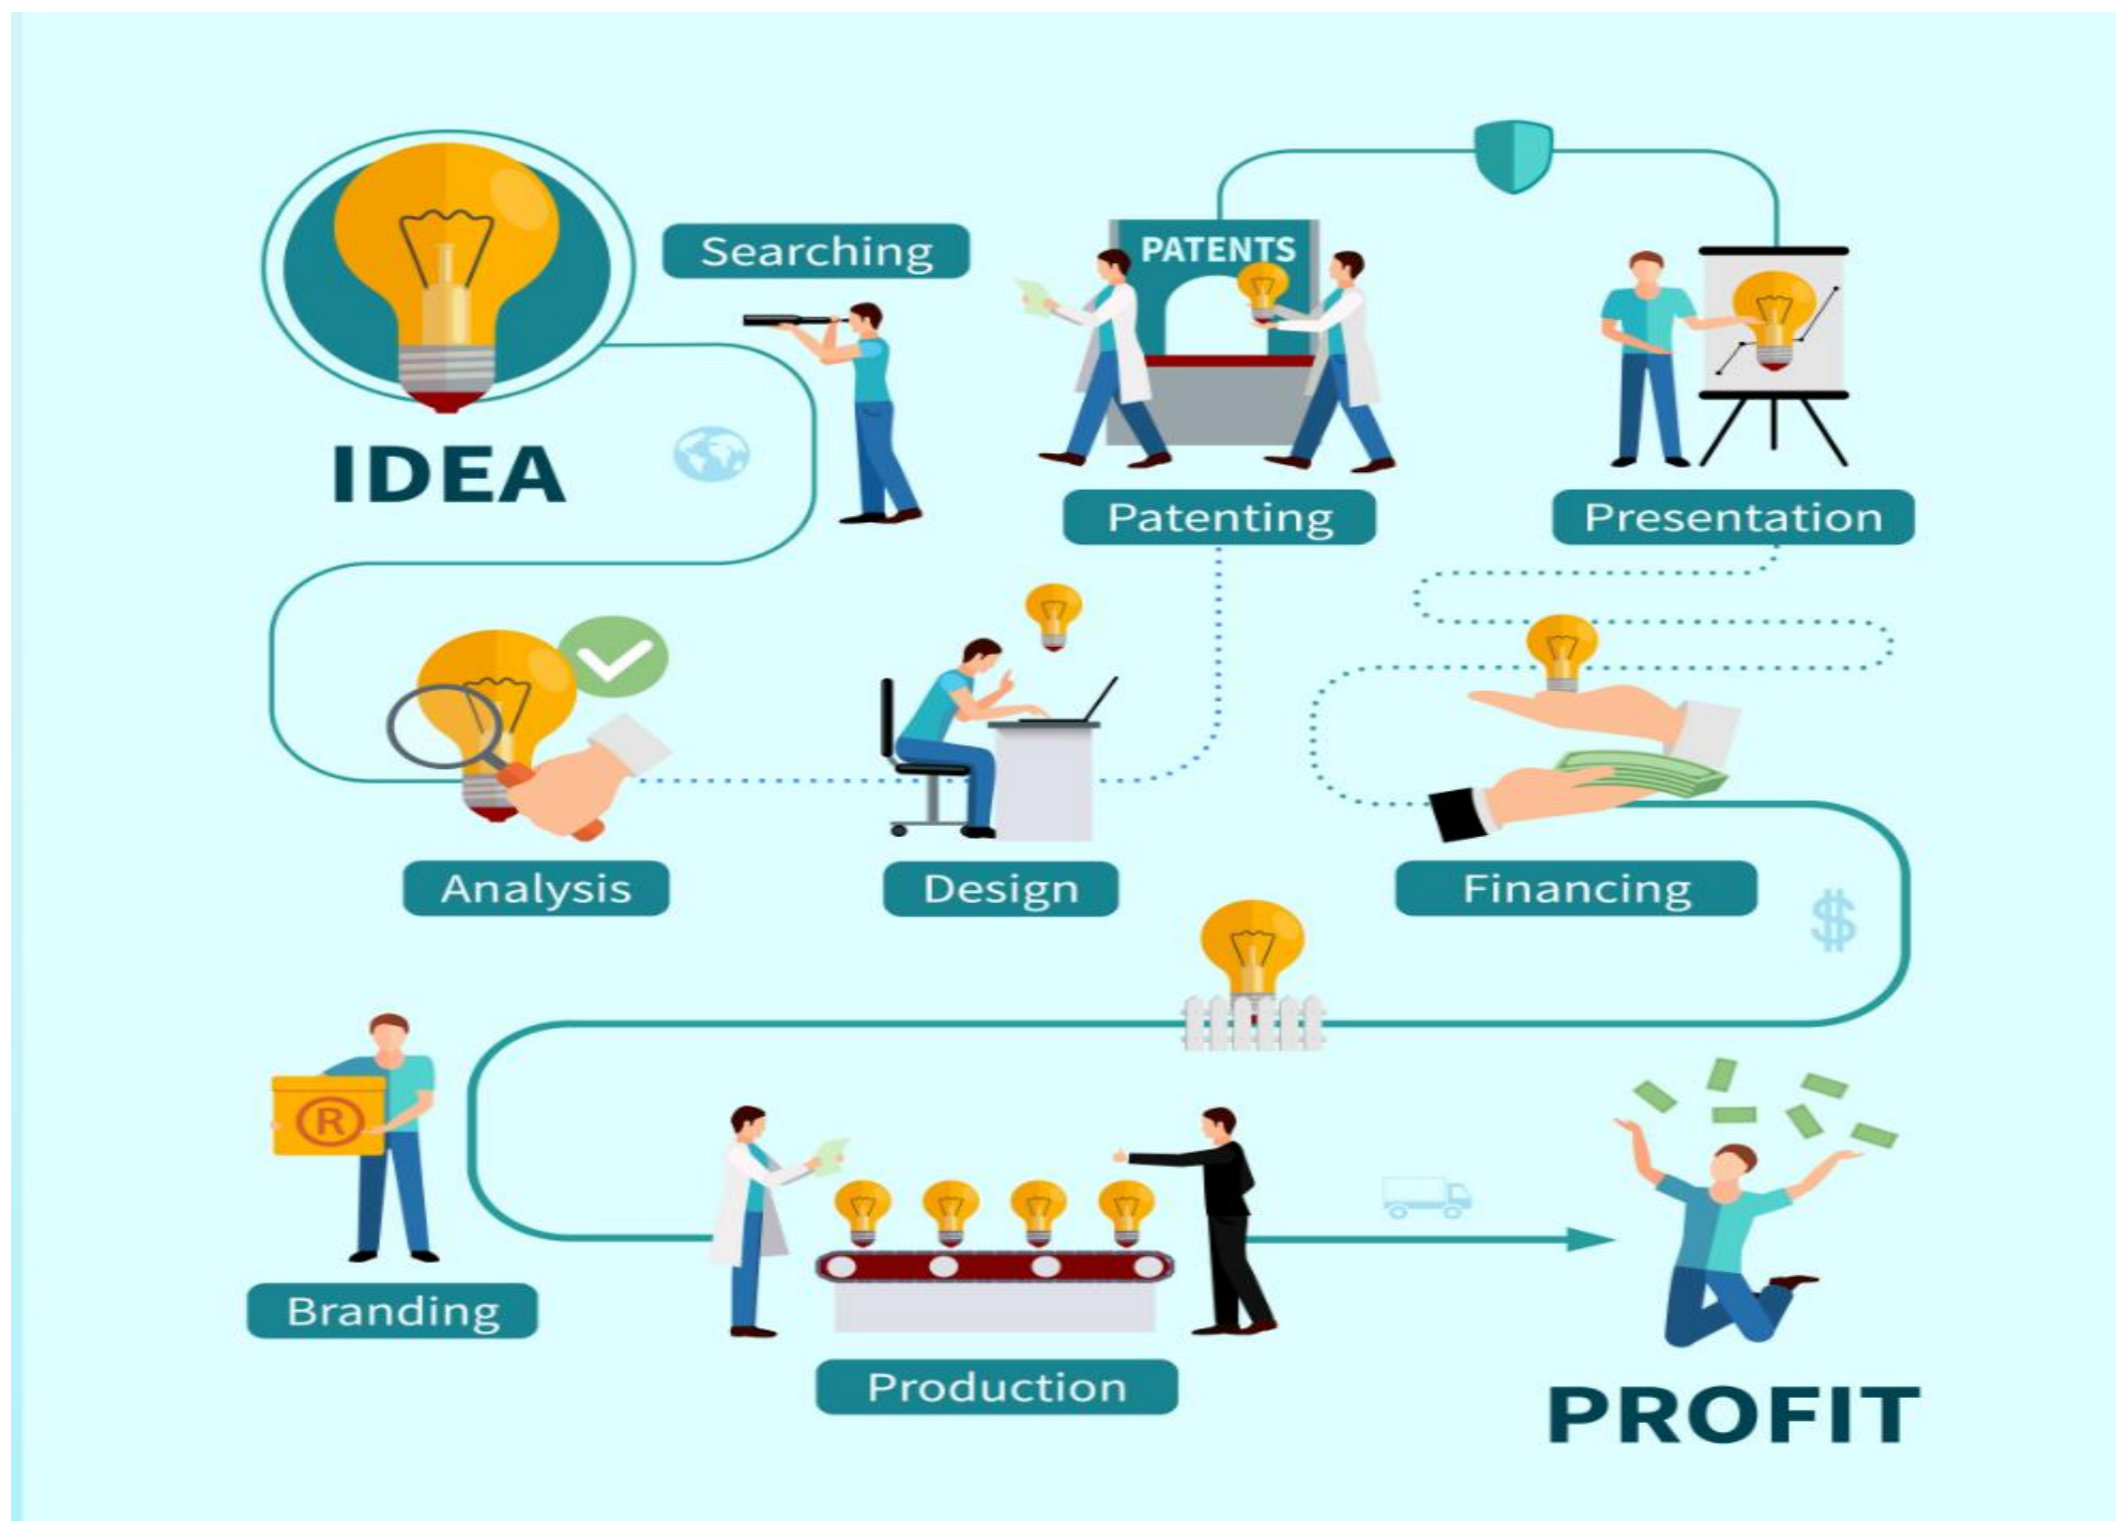 IDEA
Searching
PATENTS
Patenting
Presentation
Analysis
Design
Financing
$
R
Branding
Production
PROFIT